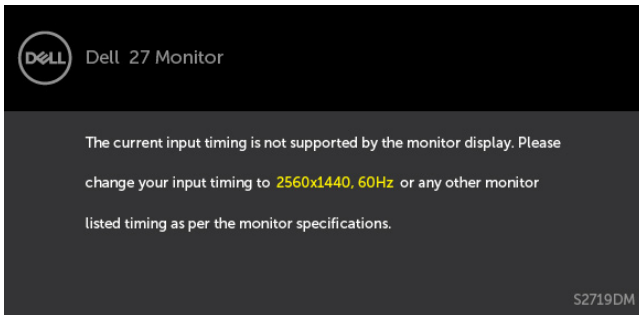 DELL
Dell 27 Monitor
The current input timing is not supported by the monitor display. Please
change your input timing to 2560x1440, 60Hz or any other monitor
listed timing as per the monitor specifications.
S2719DM